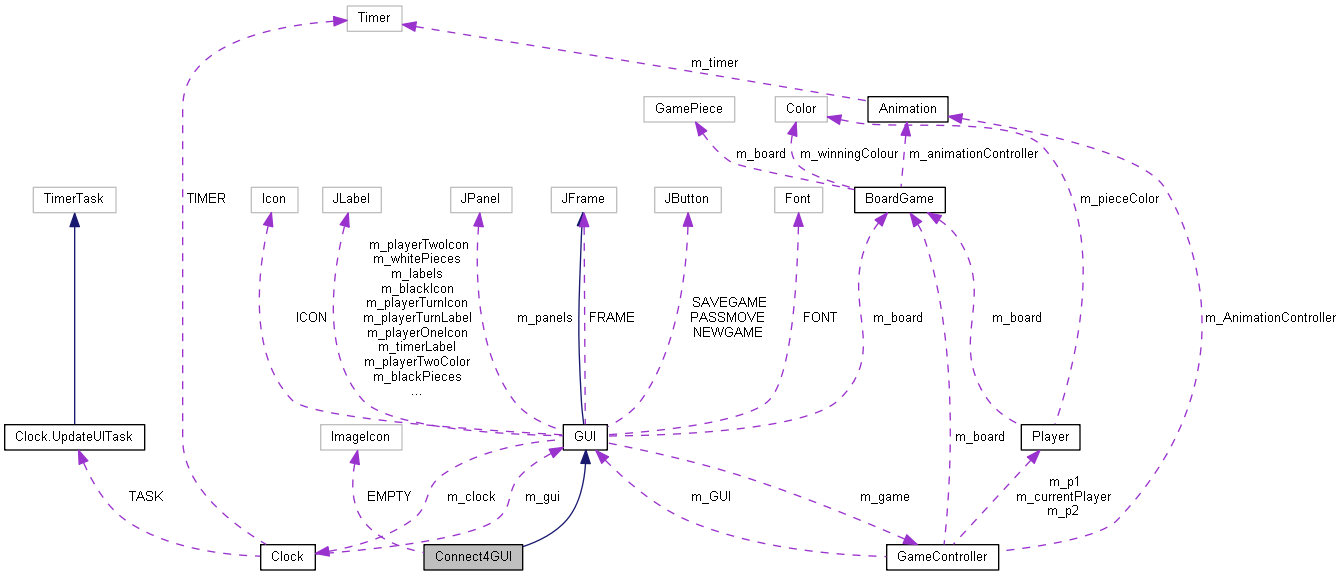 Timer
m_timer
GamePiece
Color
Animation
m_board
m_winningColour
m_animationController
TimerTask
TIMER
Icon
JLabel
JPanel
JFrame
JButton
Font
BoardGame
m_pieceColor
m_playerTwoIcon
m_whitePieces
m_labels
m_blackIcon
m_playerTurnIcon
m_playerTurnLabel
m_playerOneIcon
m_timerLabel
m_playerTwoColor
m_blackPieces
...
ICON
m_panels
FRAME
SAVEGAME
PASSMOVE
NEWGAME
FONT
m_board
m_board
m_AnimationController
Clock.UpdateUITask
ImageIcon
GUI
m_board
Player
TASK
EMPTY
m_clock
m_gui
m_GUI
m_game
m_p1
m_currentPlayer
m_p2
Clock
Connect4GUI
GameController